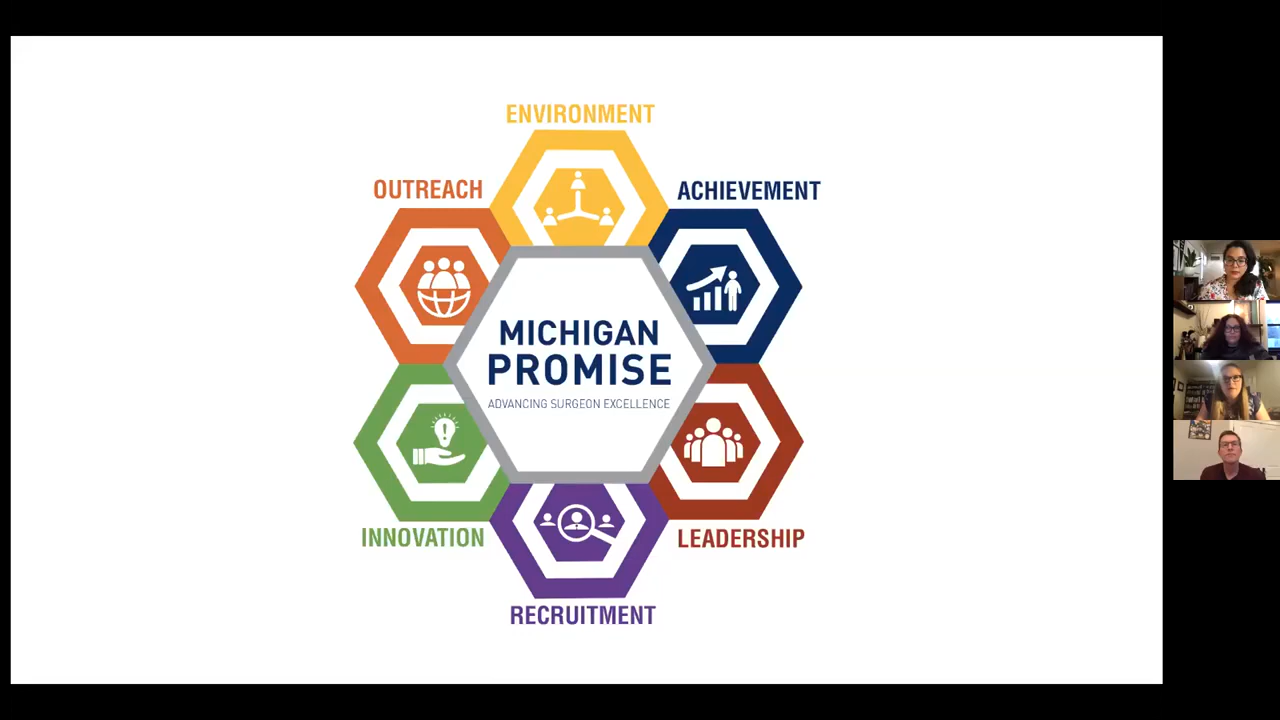 ENVIRONMENT
OUTREACH
ACHIEVEMENT
MICHIGAN
PROMISE
ADVANCING SURGEON EXCELLENCE
INNOVATION
LEADERSHIP
RECRUITMENT